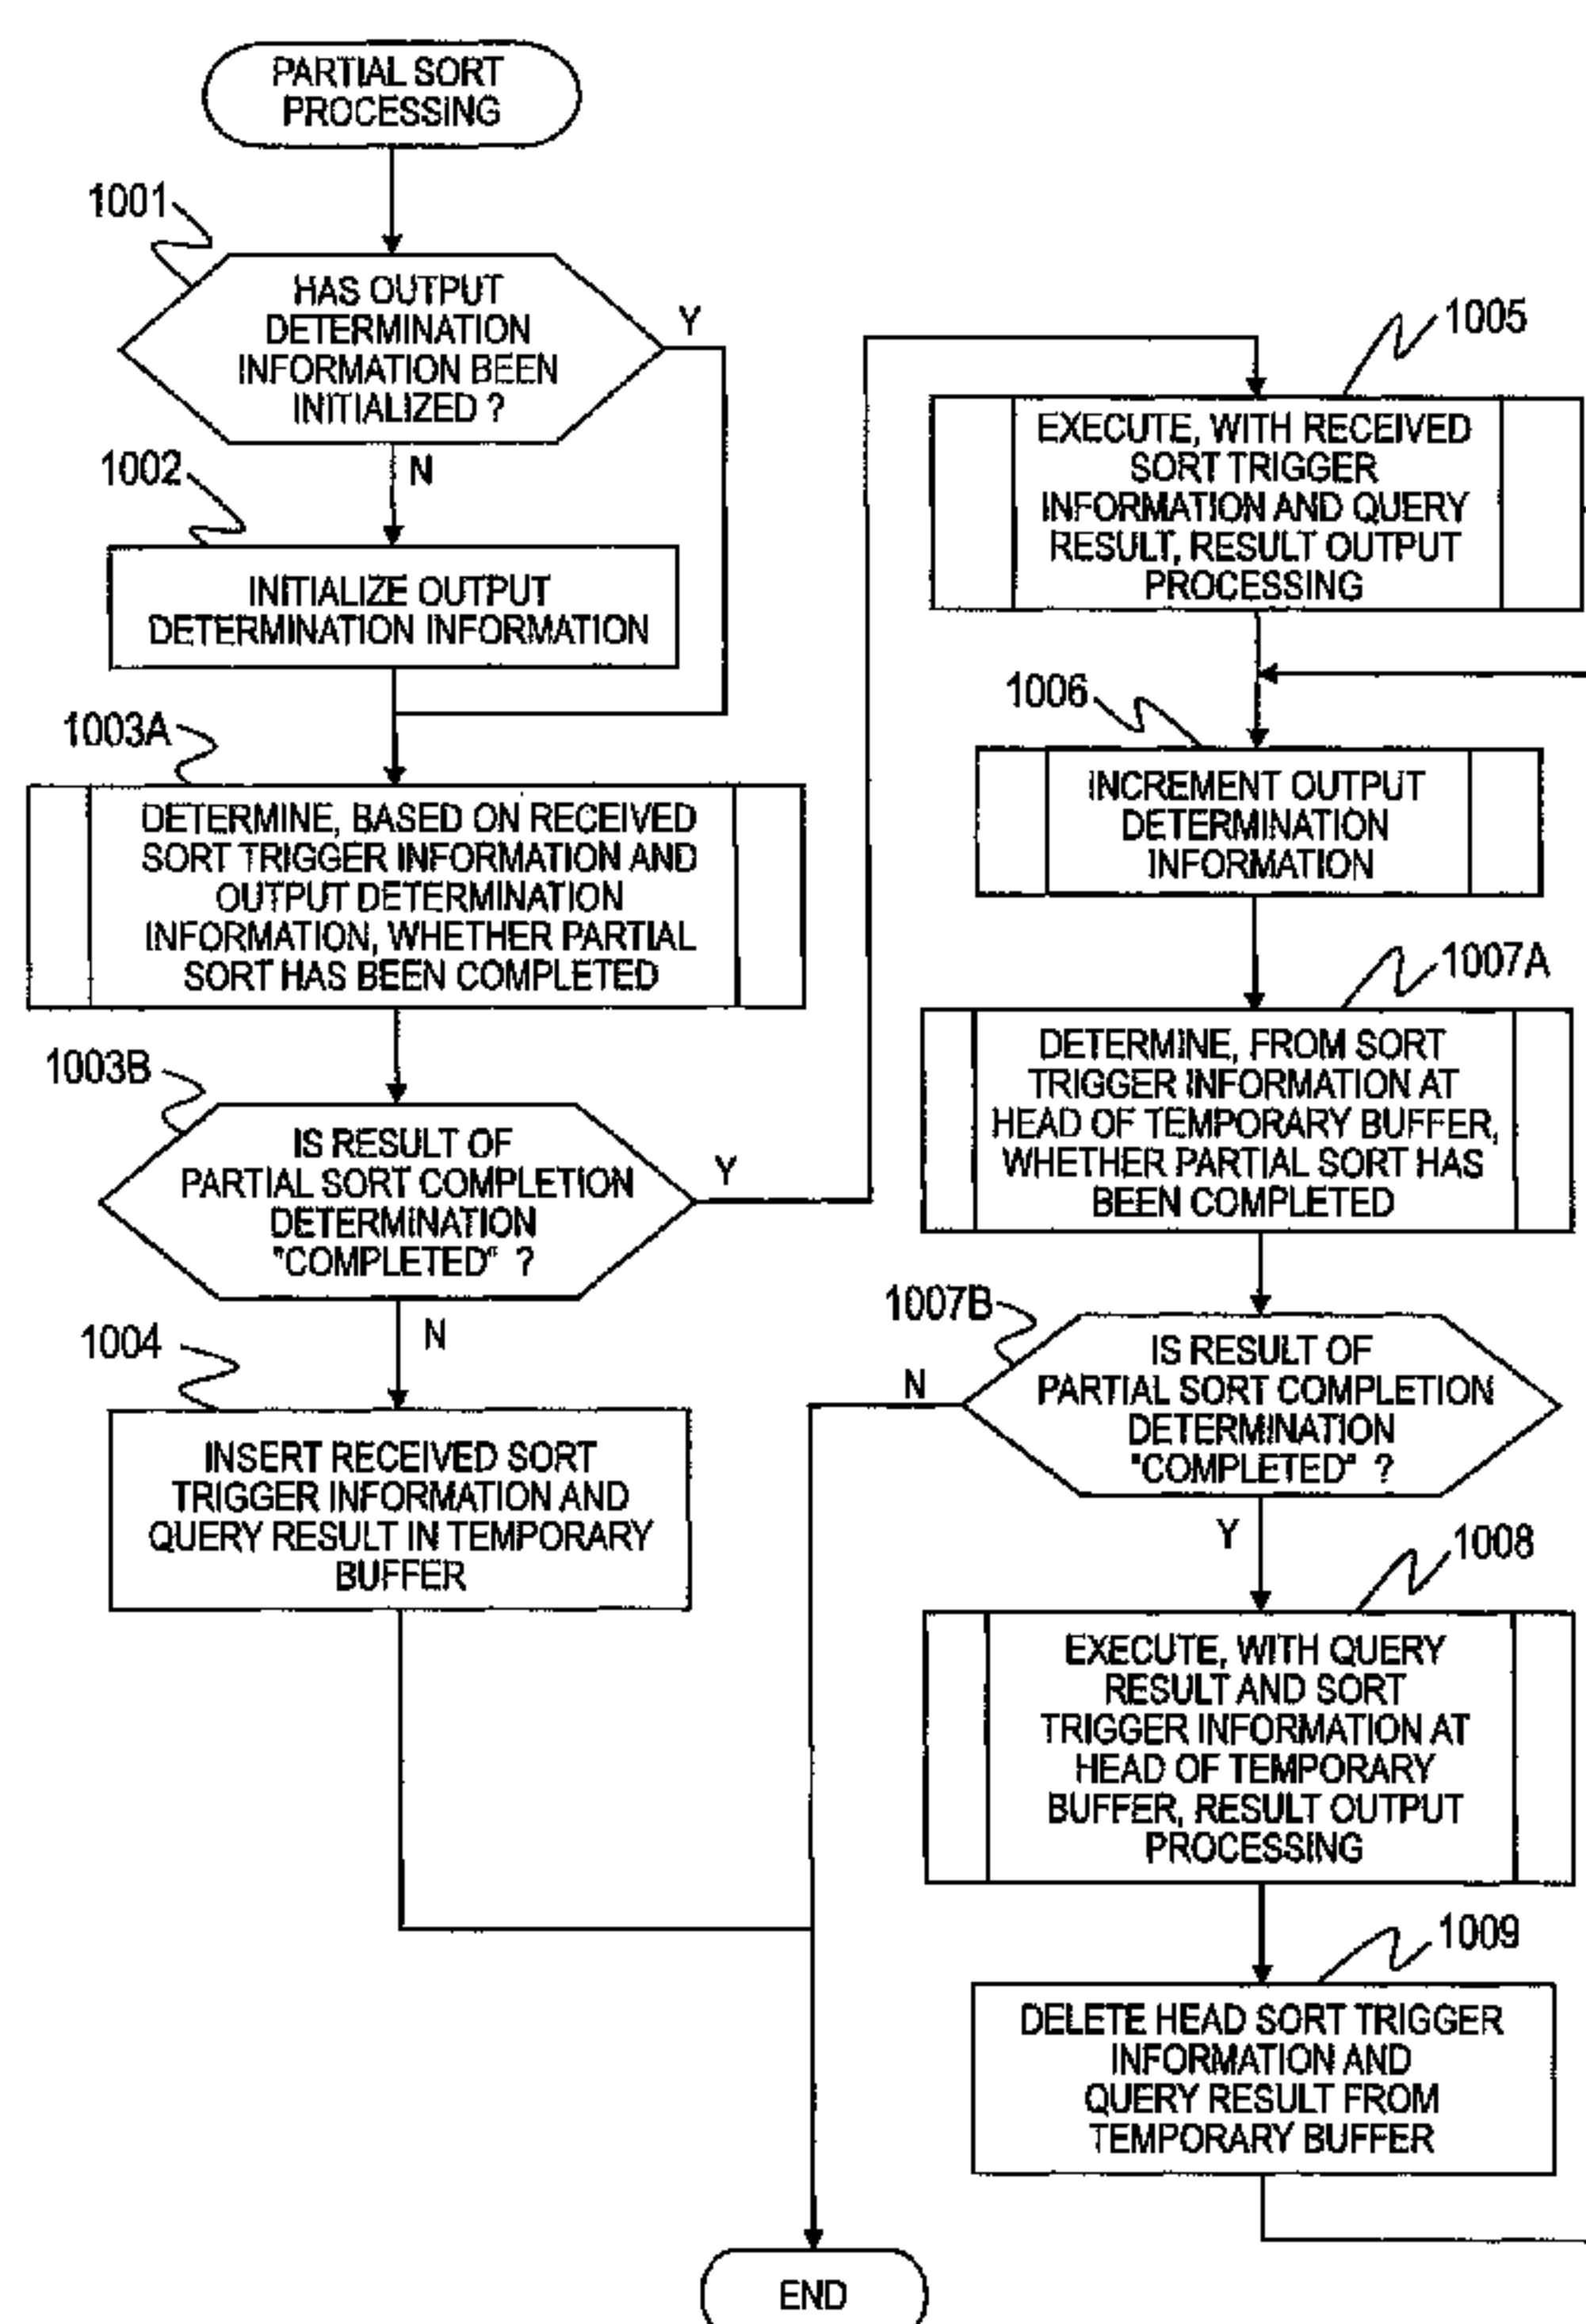 PARTIAL SORT
PROCESSING
1001
HAS OUTPUT
DETERMINATION
INFORMATION BEEN
INITIALIZED ?
Y
N
1002
INITIALIZE OUTPUT
DETERMINATION INFORMATION
1003A
DETERMINE, BASED ON RECEIVED
SORT TRIGGER INFORMATION AND
OUTPUT DETERMINATION
INFORMATION, WHETHER PARTIAL
SORT HAS BEEN COMPLETED
1003B
IS RESULT OF
PARTIAL SORT COMPLETION
DETERMINATION
"COMPLETED" ?
Y
N
1004
INSERT RECEIVED SORT
TRIGGER INFORMATION AND
QUERY RESULT IN TEMPORARY
BUFFER
1005
EXECUTE, WITH RECEIVED
SORT TRIGGER
INFORMATION AND QUERY
RESULT, RESULT OUTPUT
PROCESSING
1006
INCREMENT OUTPUT
DETERMINATION
INFORMATION
1007A
DETERMINE, FROM SORT
TRIGGER INFORMATION AT
HEAD OF TEMPORARY BUFFER,
WHETHER PARTIAL SORT HAS
BEEN COMPLETED
1007B
IS RESULT OF
PARTIAL SORT COMPLETION
DETERMINATION
"COMPLETED" ?
N
Y
1008
EXECUTE, WITH QUERY
RESULT AND SORT
TRIGGER INFORMATION AT
HEAD OF TEMPORARY
BUFFER, RESULT OUTPUT
PROCESSING
1009
DELETE HEAD SORT TRIGGER
INFORMATION AND
QUERY RESULT FROM
TEMPORARY BUFFER
END